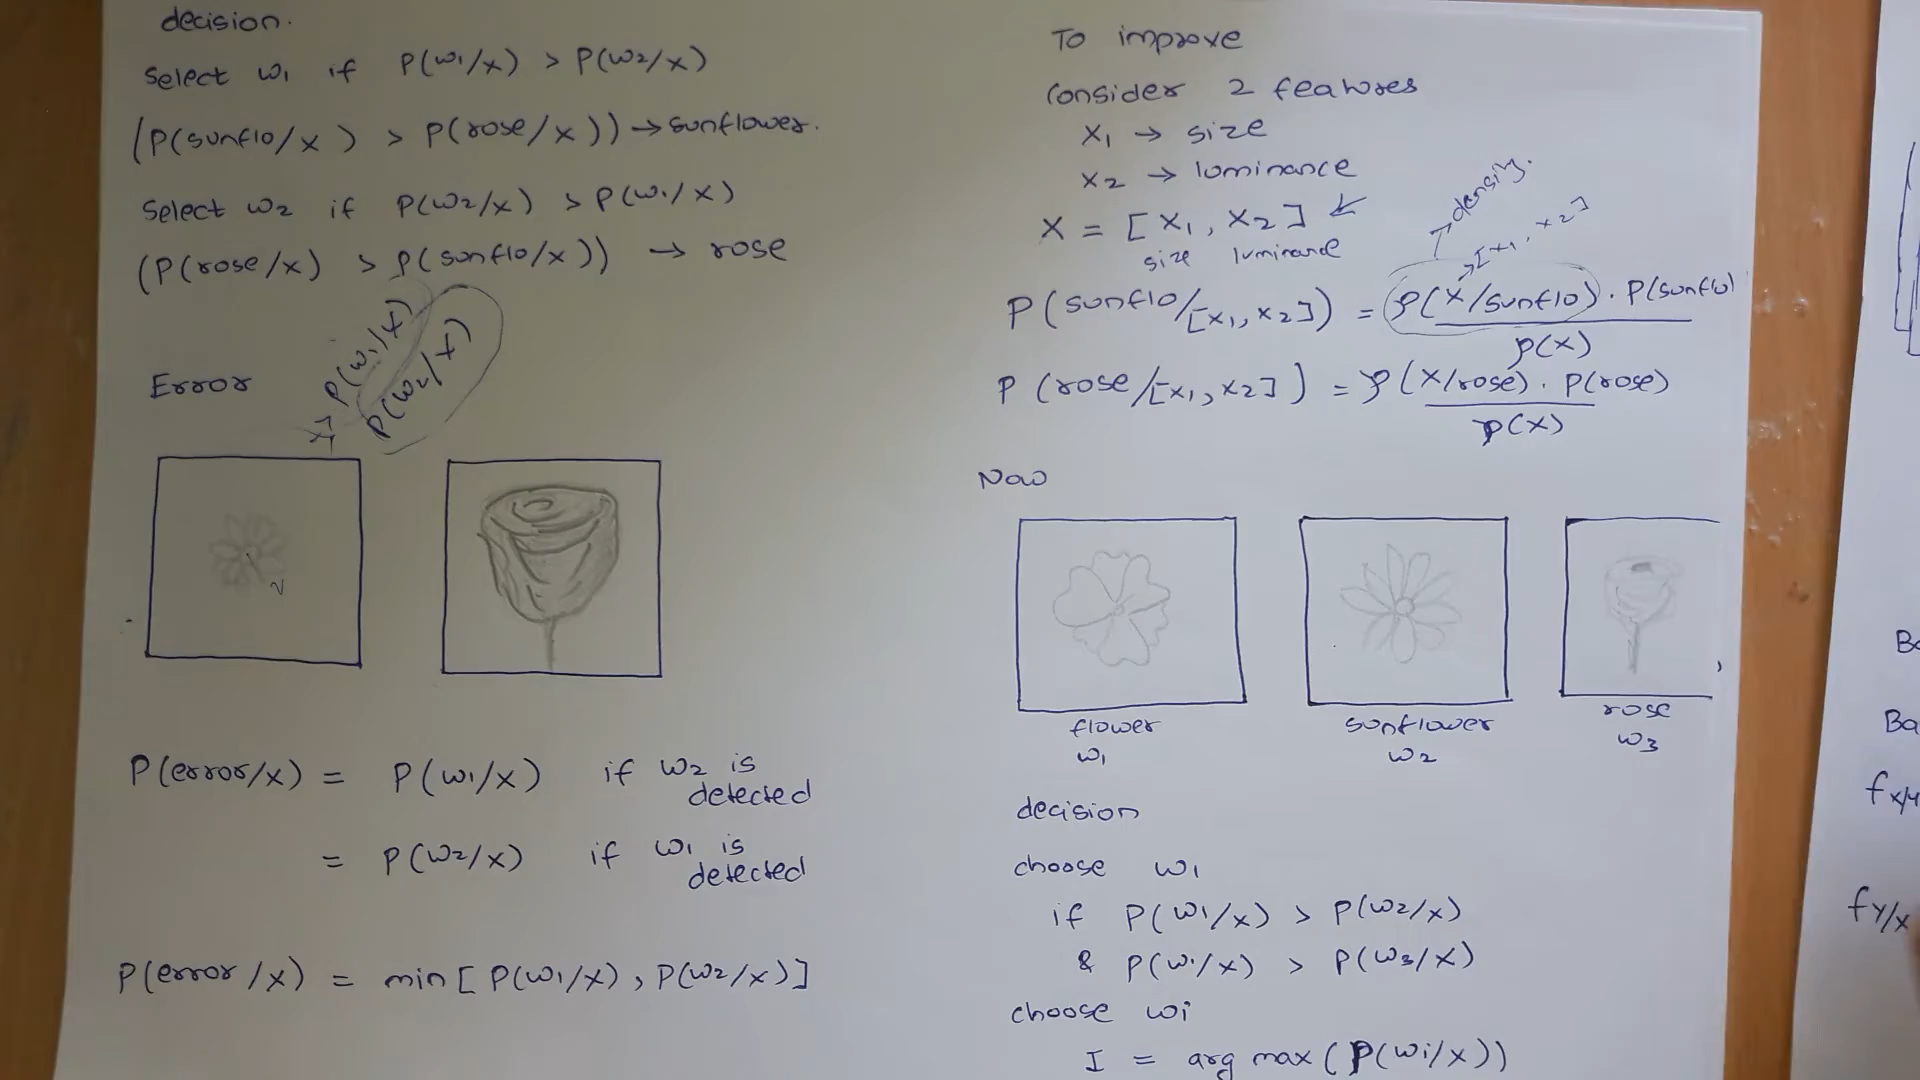 decision.
Select ω1 if P(ω1/x) > P(ω2/x)
(P(sunflo/x) > P(rose/x)) → sunflower.
Select ω2 if P(ω2/x) > P(ω1/x)
(P(rose/x) > P(sunflo/x)) → rose
Error
x → P(ω1/x)
P(ω2/x)
P(error/x) = P(ω1/x) if ω2 is detected
= P(ω2/x) if ω1 is detected
P(error/x) = min [P(ω1/x), P(ω2/x)]
To improve
Consider 2 features
x1 → size
x2 → luminance
X = [x1, x2] ↙
size luminance
→ density.
→ [x1, x2]
P(sunflo/[x1, x2]) = p(X/sunflo) . P(sunflo)
p(X)
P(rose/[x1, x2]) = p(X/rose) . P(rose)
p(X)
Now
flower
ω1
sunflower
ω2
rose
ω3
decision
choose ω1
if P(ω1/x) > P(ω2/x)
& P(ω1/x) > P(ω3/x)
choose ωi
I = arg max (P(ωi/x))
Ba
fy/x